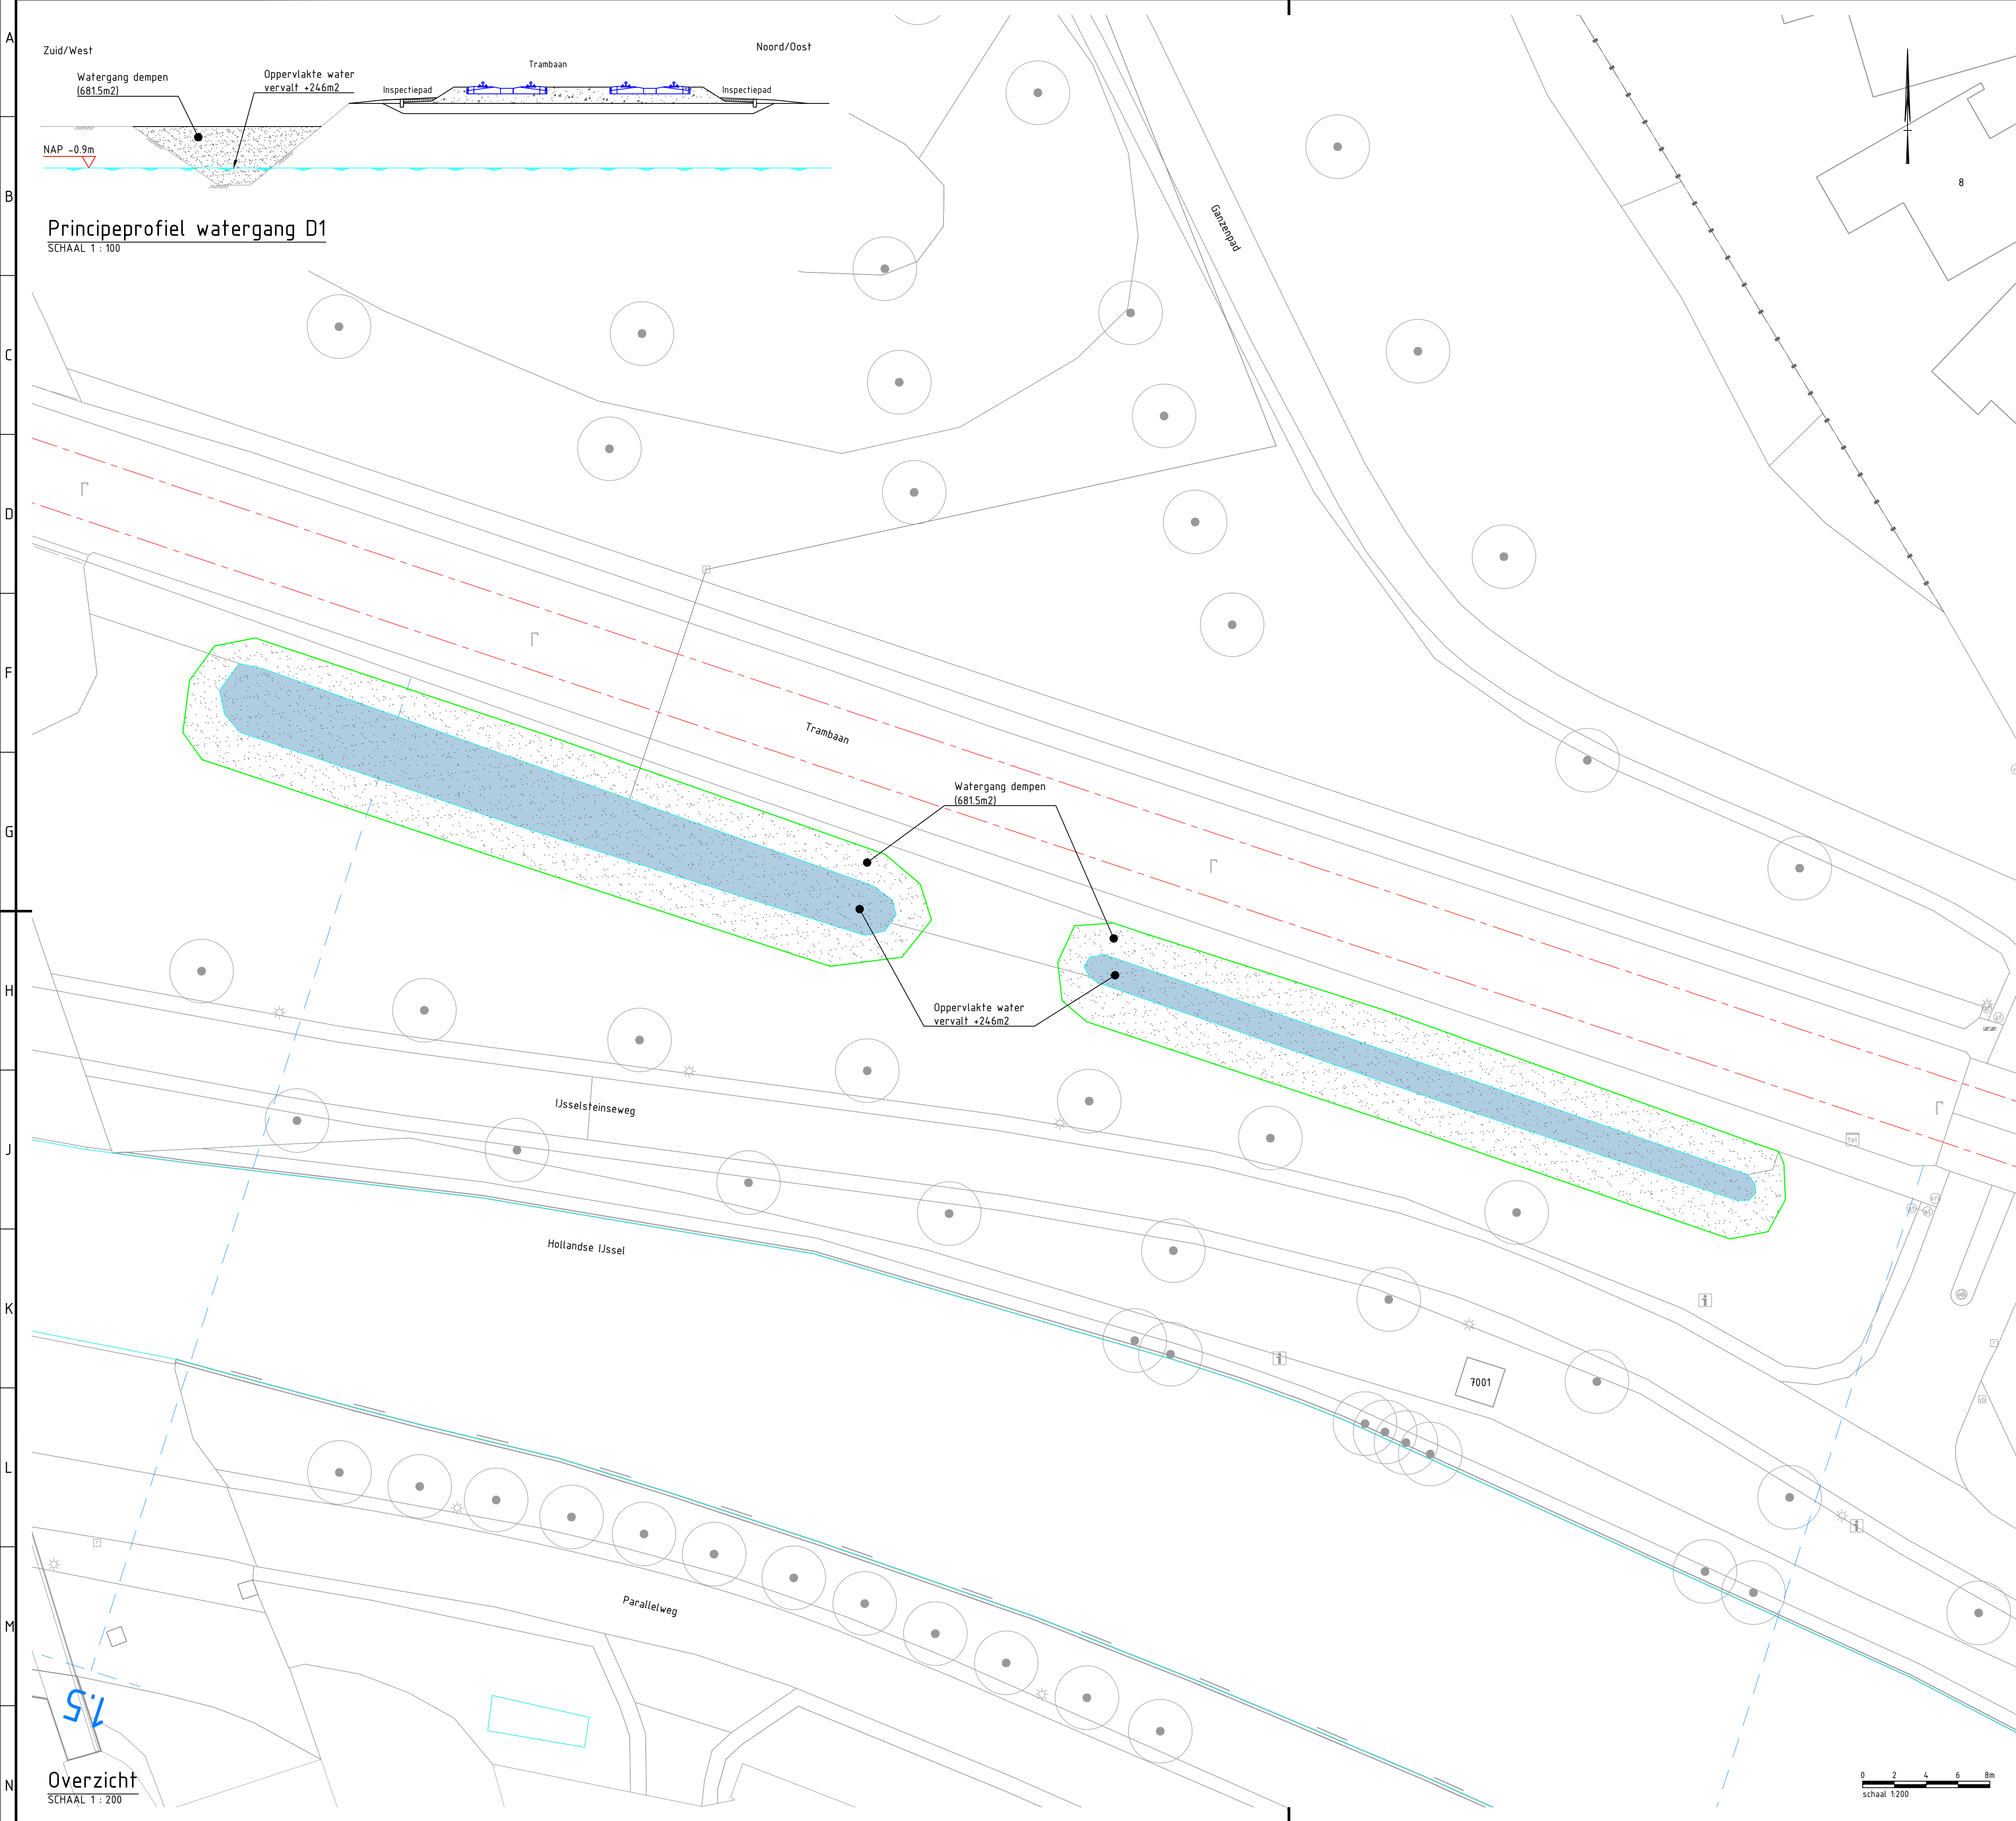 A
B
C
D
F
G
H
J
K
L
M
N
Zuid/West
Noord/Oost
Watergang dempen
(681.5m2)
Oppervlakte water
vervalt +246m2
Trambaan
Inspectiepad
Inspectiepad
NAP -0.9m
Principeprofiel watergang D1
SCHAAL 1 : 100
Ganzenpad
8
Trambaan
Watergang dempen
(681.5m2)
Oppervlakte water
vervalt +246m2
IJsselsteinseweg
tel
Hollandse IJssel
7001
Parallelweg
1.5
Overzicht
SCHAAL 1 : 200
0 2 4 6 8m
schaal 1:200